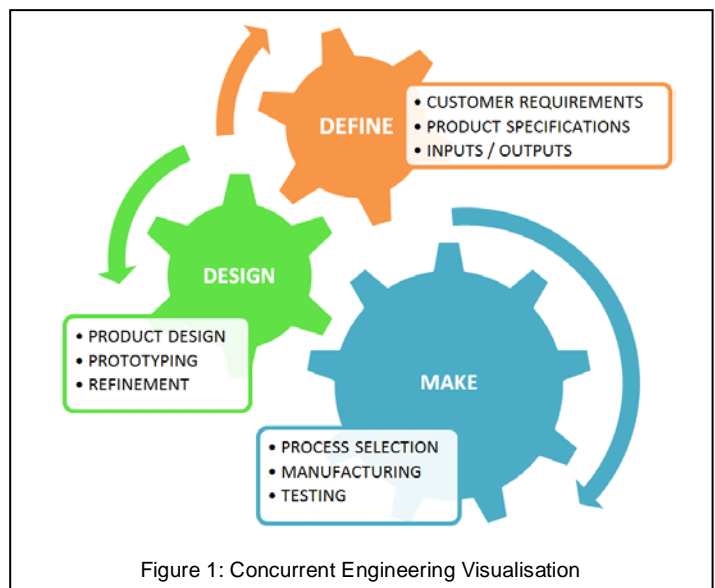 DEFINE
• CUSTOMER REQUIREMENTS
• PRODUCT SPECIFICATIONS
• INPUTS / OUTPUTS
DESIGN
• PRODUCT DESIGN
• PROTOTYPING
• REFINEMENT
MAKE
• PROCESS SELECTION
• MANUFACTURING
• TESTING
Figure 1: Concurrent Engineering Visualisation